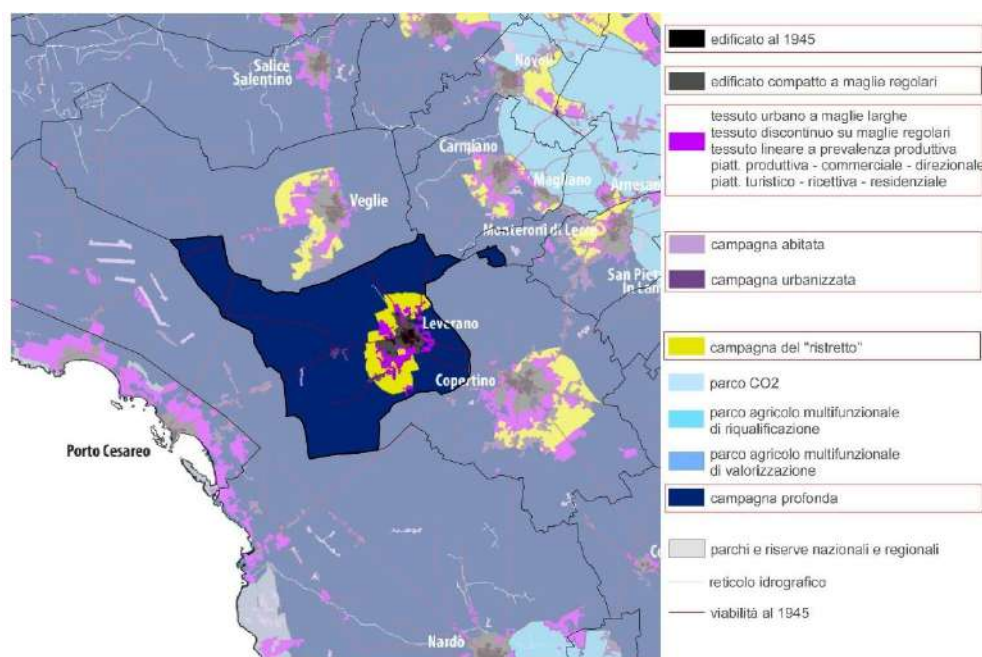 Salice
Salentino
Novoli
Carmiano
Magliano
Arnesano
Veglie
Monteroni di Lecce
San Piet
In Lam
Leverano
Copertino
Porto Cesareo
Nardò
edificato al 1945
edificato compatto a maglie regolari
tessuto urbano a maglie larghe
tessuto discontinuo su maglie regolari
tessuto lineare a prevalenza produttiva
piatt. produttiva - commerciale - direzionale
piatt. turistico - ricettiva - residenziale
campagna abitata
campagna urbanizzata
campagna del "ristretto"
parco CO2
parco agricolo multifunzionale
di riqualificazione
parco agricolo multifunzionale
di valorizzazione
campagna profonda
parchi e riserve nazionali e regionali
reticolo idrografico
viabilità al 1945